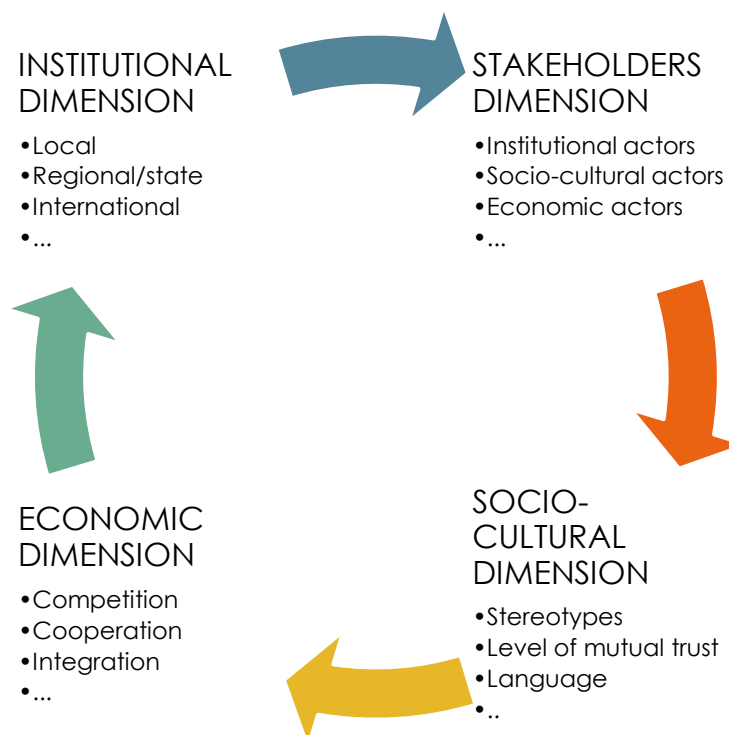 INSTITUTIONAL
DIMENSION
•Local
•Regional/state
•International
•...
STAKEHOLDERS
DIMENSION
•Institutional actors
•Socio-cultural actors
•Economic actors
•...
SOCIO-
CULTURAL
DIMENSION
•Stereotypes
•Level of mutual trust
•Language
•..
ECONOMIC
DIMENSION
•Competition
•Cooperation
•Integration
•...